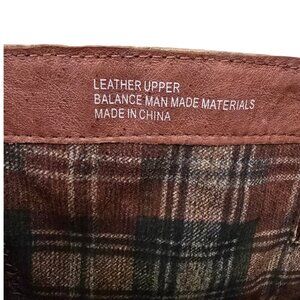 LEATHER UPPER
BALANCE MAN MADE MATERIALS
MADE IN CHINA